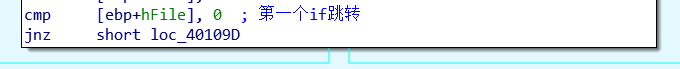 cmp     [ebp+hFile], 0  ; 第一个if跳转
jnz     short loc_40109D